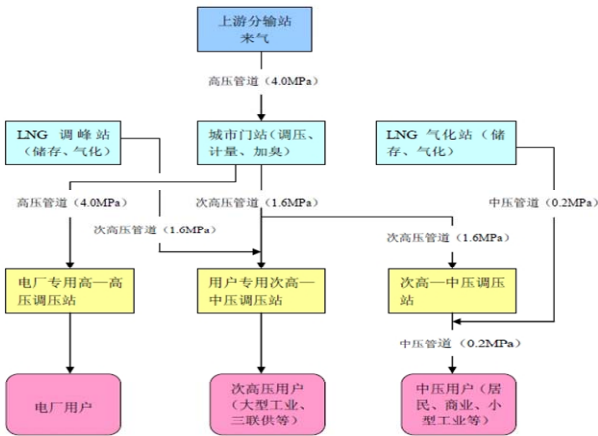 上游分输站
来气
高压管道（4.0MPa）
LNG 调峰站
（储存、气化）
城市门站（调压、
计量、加臭）
LNG 气化站（储
存、气化）
高压管道（4.0MPa）
次高压管道（1.6MPa）
中压管道（0.2MPa）
次高压管道（1.6MPa）
次高压管道（1.6MPa）
电厂专用高—高
压调压站
用户专用次高—
中压调压站
次高—中压调压
站
中压管道（0.2MPa）
电厂用户
次高压用户
（大型工业、
三联供等）
中压用户（居
民、商业、小
型工业等）